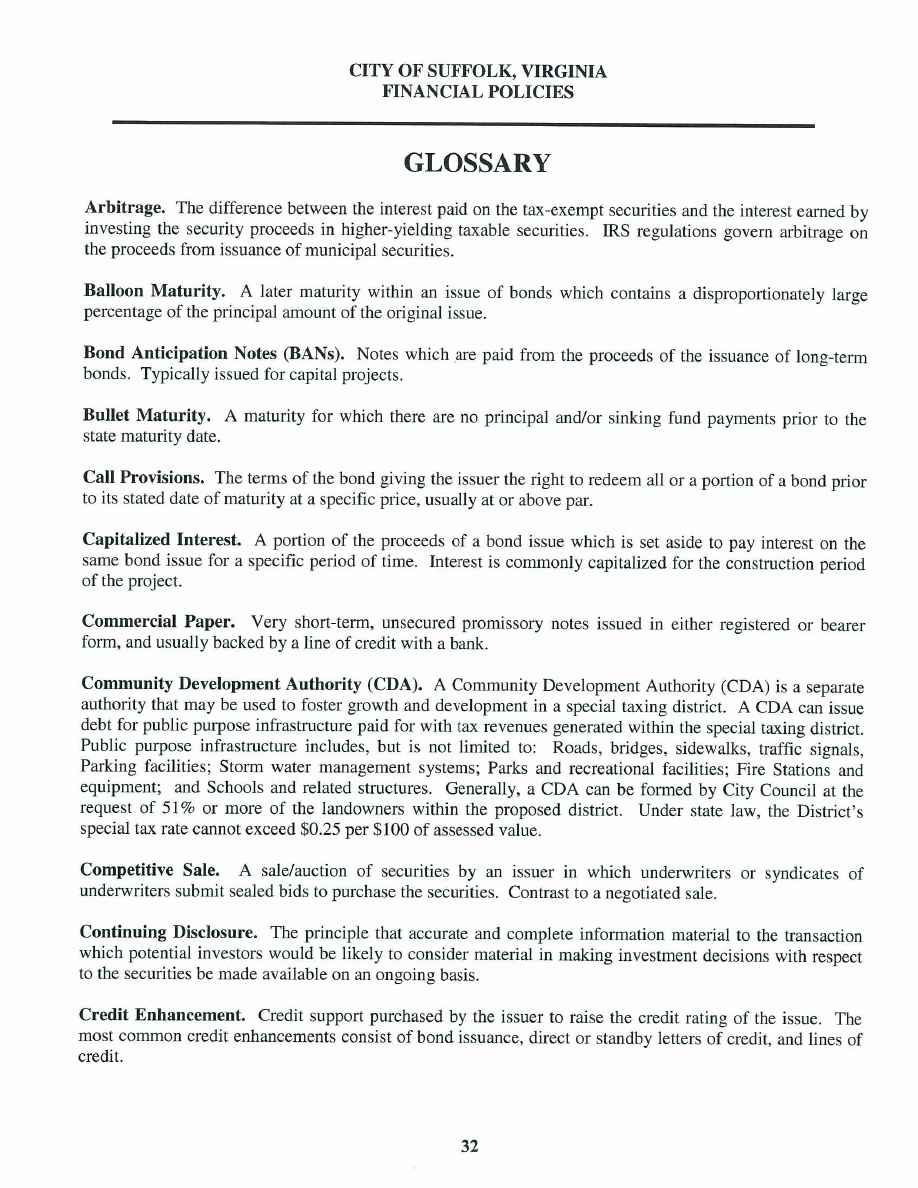 CITY OF SUFFOLK, VIRGINIA
FINANCIAL POLICIES
GLOSSARY
Arbitrage. The difference between the interest paid on the tax-exempt securities and the interest earned by
investing the security proceeds in higher-yielding taxable securities. IRS regulations govern arbitrage on
the proceeds from issuance of municipal securities.
Balloon Maturity. A later maturity within an issue of bonds which contains a disproportionately large
percentage of the principal amount of the original issue.
Bond Anticipation Notes (BANs). Notes which are paid from the proceeds of the issuance of long-term
bonds. Typically issued for capital projects.
Bullet Maturity. A maturity for which there are no principal and/or sinking fund payments prior to the
state maturity date.
Call Provisions. The terms of the bond giving the issuer the right to redeem all or a portion of a bond prior
to its stated date of maturity at a specific price, usually at or above par.
Capitalized Interest. A portion of the proceeds of a bond issue which is set aside to pay interest on the
same bond issue for a specific period of time. Interest is commonly capitalized for the construction period
of the project.
Commercial Paper. Very short-term, unsecured promissory notes issued in either registered or bearer
form, and usually backed by a line of credit with a bank.
Community Development Authority (CDA). A Community Development Authority (CDA) is a separate
authority that may be used to foster growth and development in a special taxing district. A CDA can issue
debt for public purpose infrastructure paid for with tax revenues generated within the special taxing district.
Public purpose infrastructure includes, but is not limited to: Roads, bridges, sidewalks, traffic signals,
Parking facilities; Storm water management systems; Parks and recreational facilities; Fire Stations and
equipment; and Schools and related structures. Generally, a CDA can be formed by City Council at the
request of 51% or more of the landowners within the proposed district. Under state law, the District's
special tax rate cannot exceed $0.25 per $100 of assessed value.
Competitive Sale. A sale/auction of securities by an issuer in which underwriters or syndicates of
underwriters submit sealed bids to purchase the securities. Contrast to a negotiated sale.
Continuing Disclosure. The principle that accurate and complete information material to the transaction
which potential investors would be likely to consider material in making investment decisions with respect
to the securities be made available on an ongoing basis.
Credit Enhancement. Credit support purchased by the issuer to raise the credit rating of the issue. The
most common credit enhancements consist of bond issuance, direct or standby letters of credit, and lines of
credit.
32